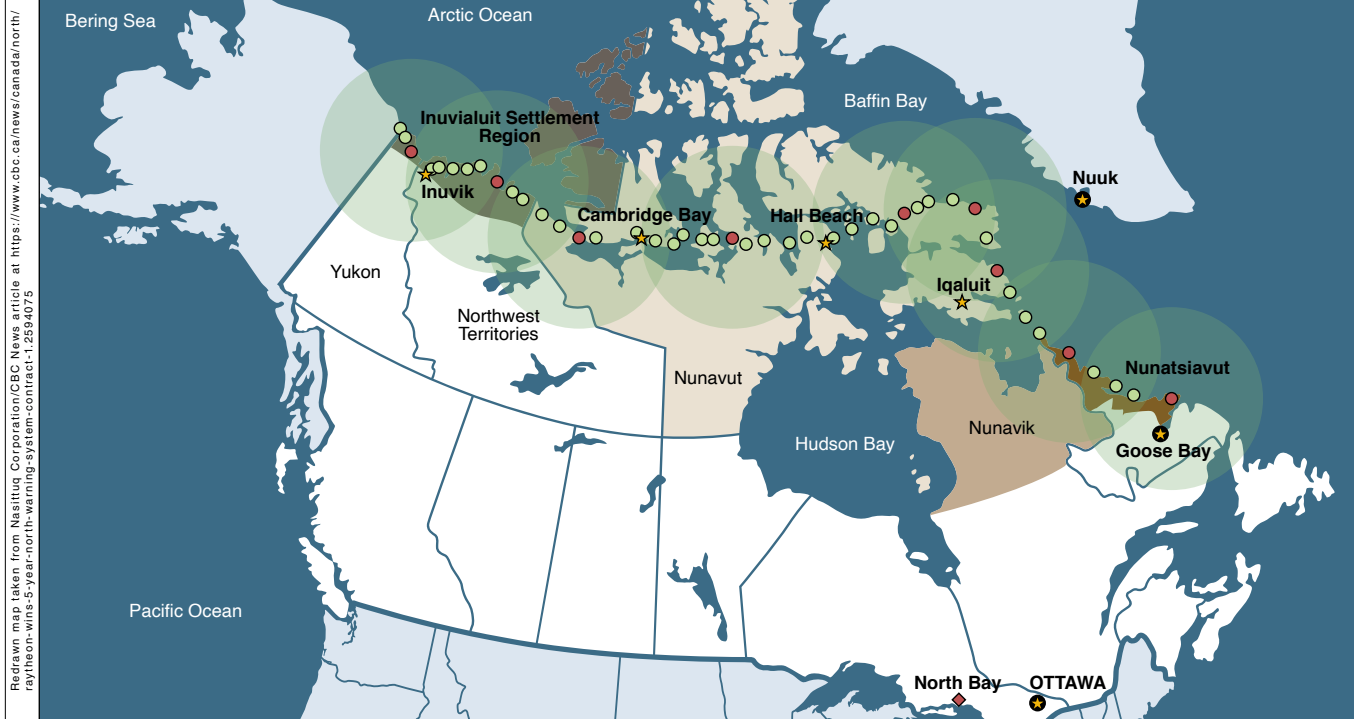 Redrawn map taken from Nasittuq Corporation/CBC News article at https://www.cbc.ca/news/canada/north/
raytheon-wins-5-year-north-warning-system-contract-1.2594075
Bering Sea
Arctic Ocean
Baffin Bay
Inuvialuit Settlement
Region
Nuuk
Inuvik
Cambridge Bay
Hall Beach
Yukon
Iqaluit
Northwest
Territories
Nunavut
Nunatsiavut
Nunavik
Hudson Bay
Goose Bay
Pacific Ocean
North Bay
OTTAWA